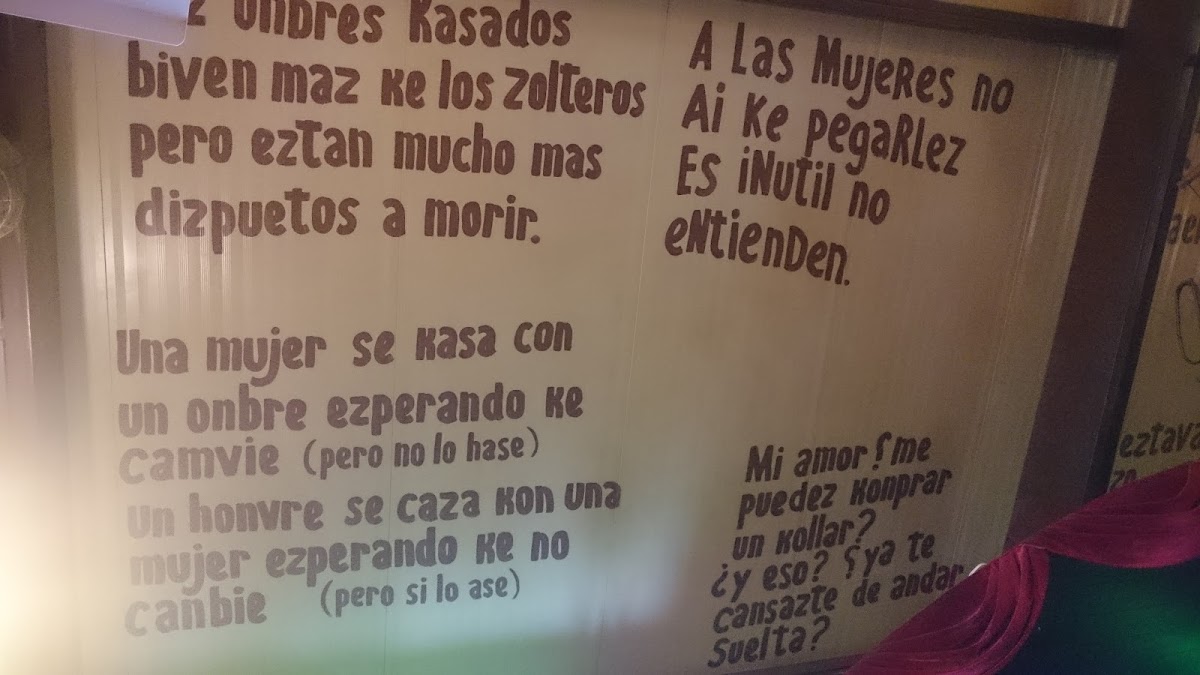 onbres kasados
biven maz ke los zolteros
pero eztan mucho mas
dizpuetos a morir.
Una mujer se kasa con
un onbre ezperando ke
camvie (pero no lo hase)
un honvre se caza kon una
mujer ezperando ke no
canbie (pero si lo ase)
A Las MujeRes no
Ai Ke pegaRLez
Es iNutil no
eNtienDen.
Mi amor ¿me
puedez konprar
un kollar?
¿y eso? ¿ya te
cansazte de andar
suelta?
eztava